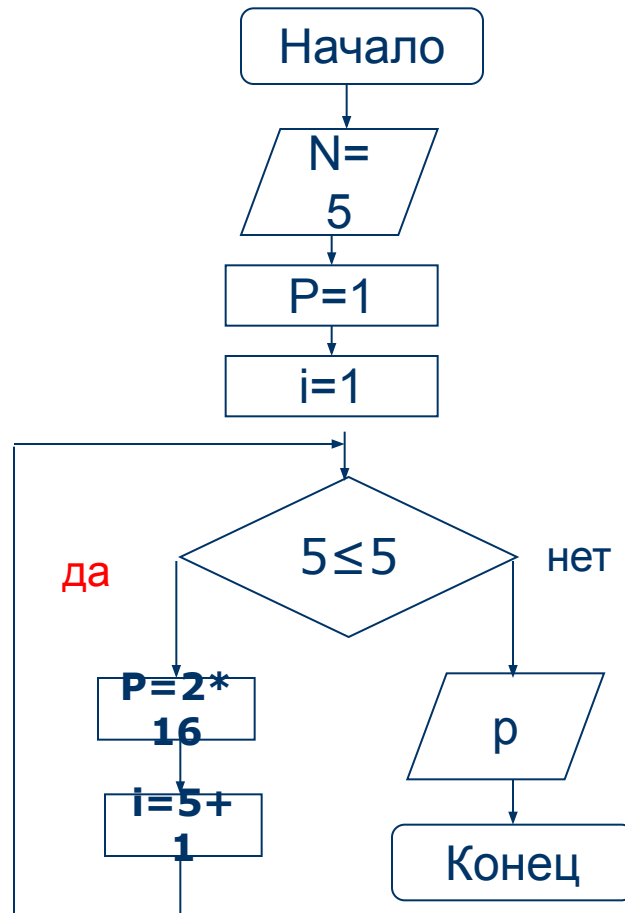 Начало
N=
5
P=1
i=1
5≤5
да
нет
P=2*
16
p
i=5+
1
Конец